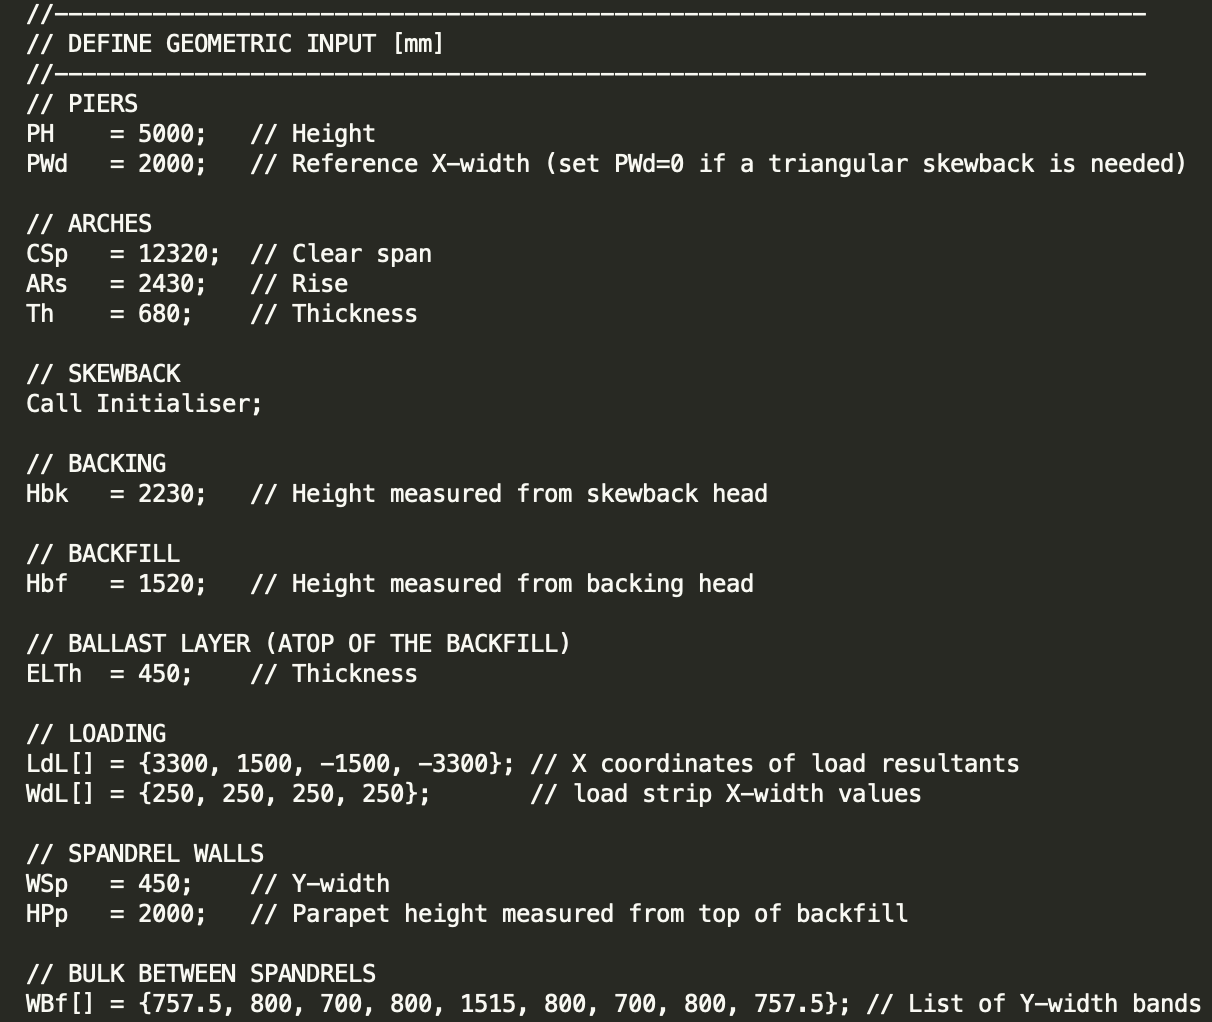 //------------------------------------------------------------------------------
// DEFINE GEOMETRIC INPUT [mm]
//------------------------------------------------------------------------------
// PIERS
PH    = 5000;   // Height
PWd   = 2000;   // Reference X-width (set PWd=0 if a triangular skewback is needed)

// ARCHES
CSp   = 12320;  // Clear span
ARs   = 2430;   // Rise
Th    = 680;    // Thickness

// SKEWBACK
Call Initialiser;

// BACKING
Hbk   = 2230;   // Height measured from skewback head

// BACKFILL
Hbf   = 1520;   // Height measured from backing head

// BALLAST LAYER (ATOP OF THE BACKFILL)
ELTh  = 450;    // Thickness

// LOADING
LdL[] = {3300, 1500, -1500, -3300}; // X coordinates of load resultants
WdL[] = {250, 250, 250, 250};       // load strip X-width values

// SPANDREL WALLS
WSp   = 450;    // Y-width
HPp   = 2000;   // Parapet height measured from top of backfill

// BULK BETWEEN SPANDRELS
WBf[] = {757.5, 800, 700, 800, 1515, 800, 700, 800, 757.5}; // List of Y-width bands